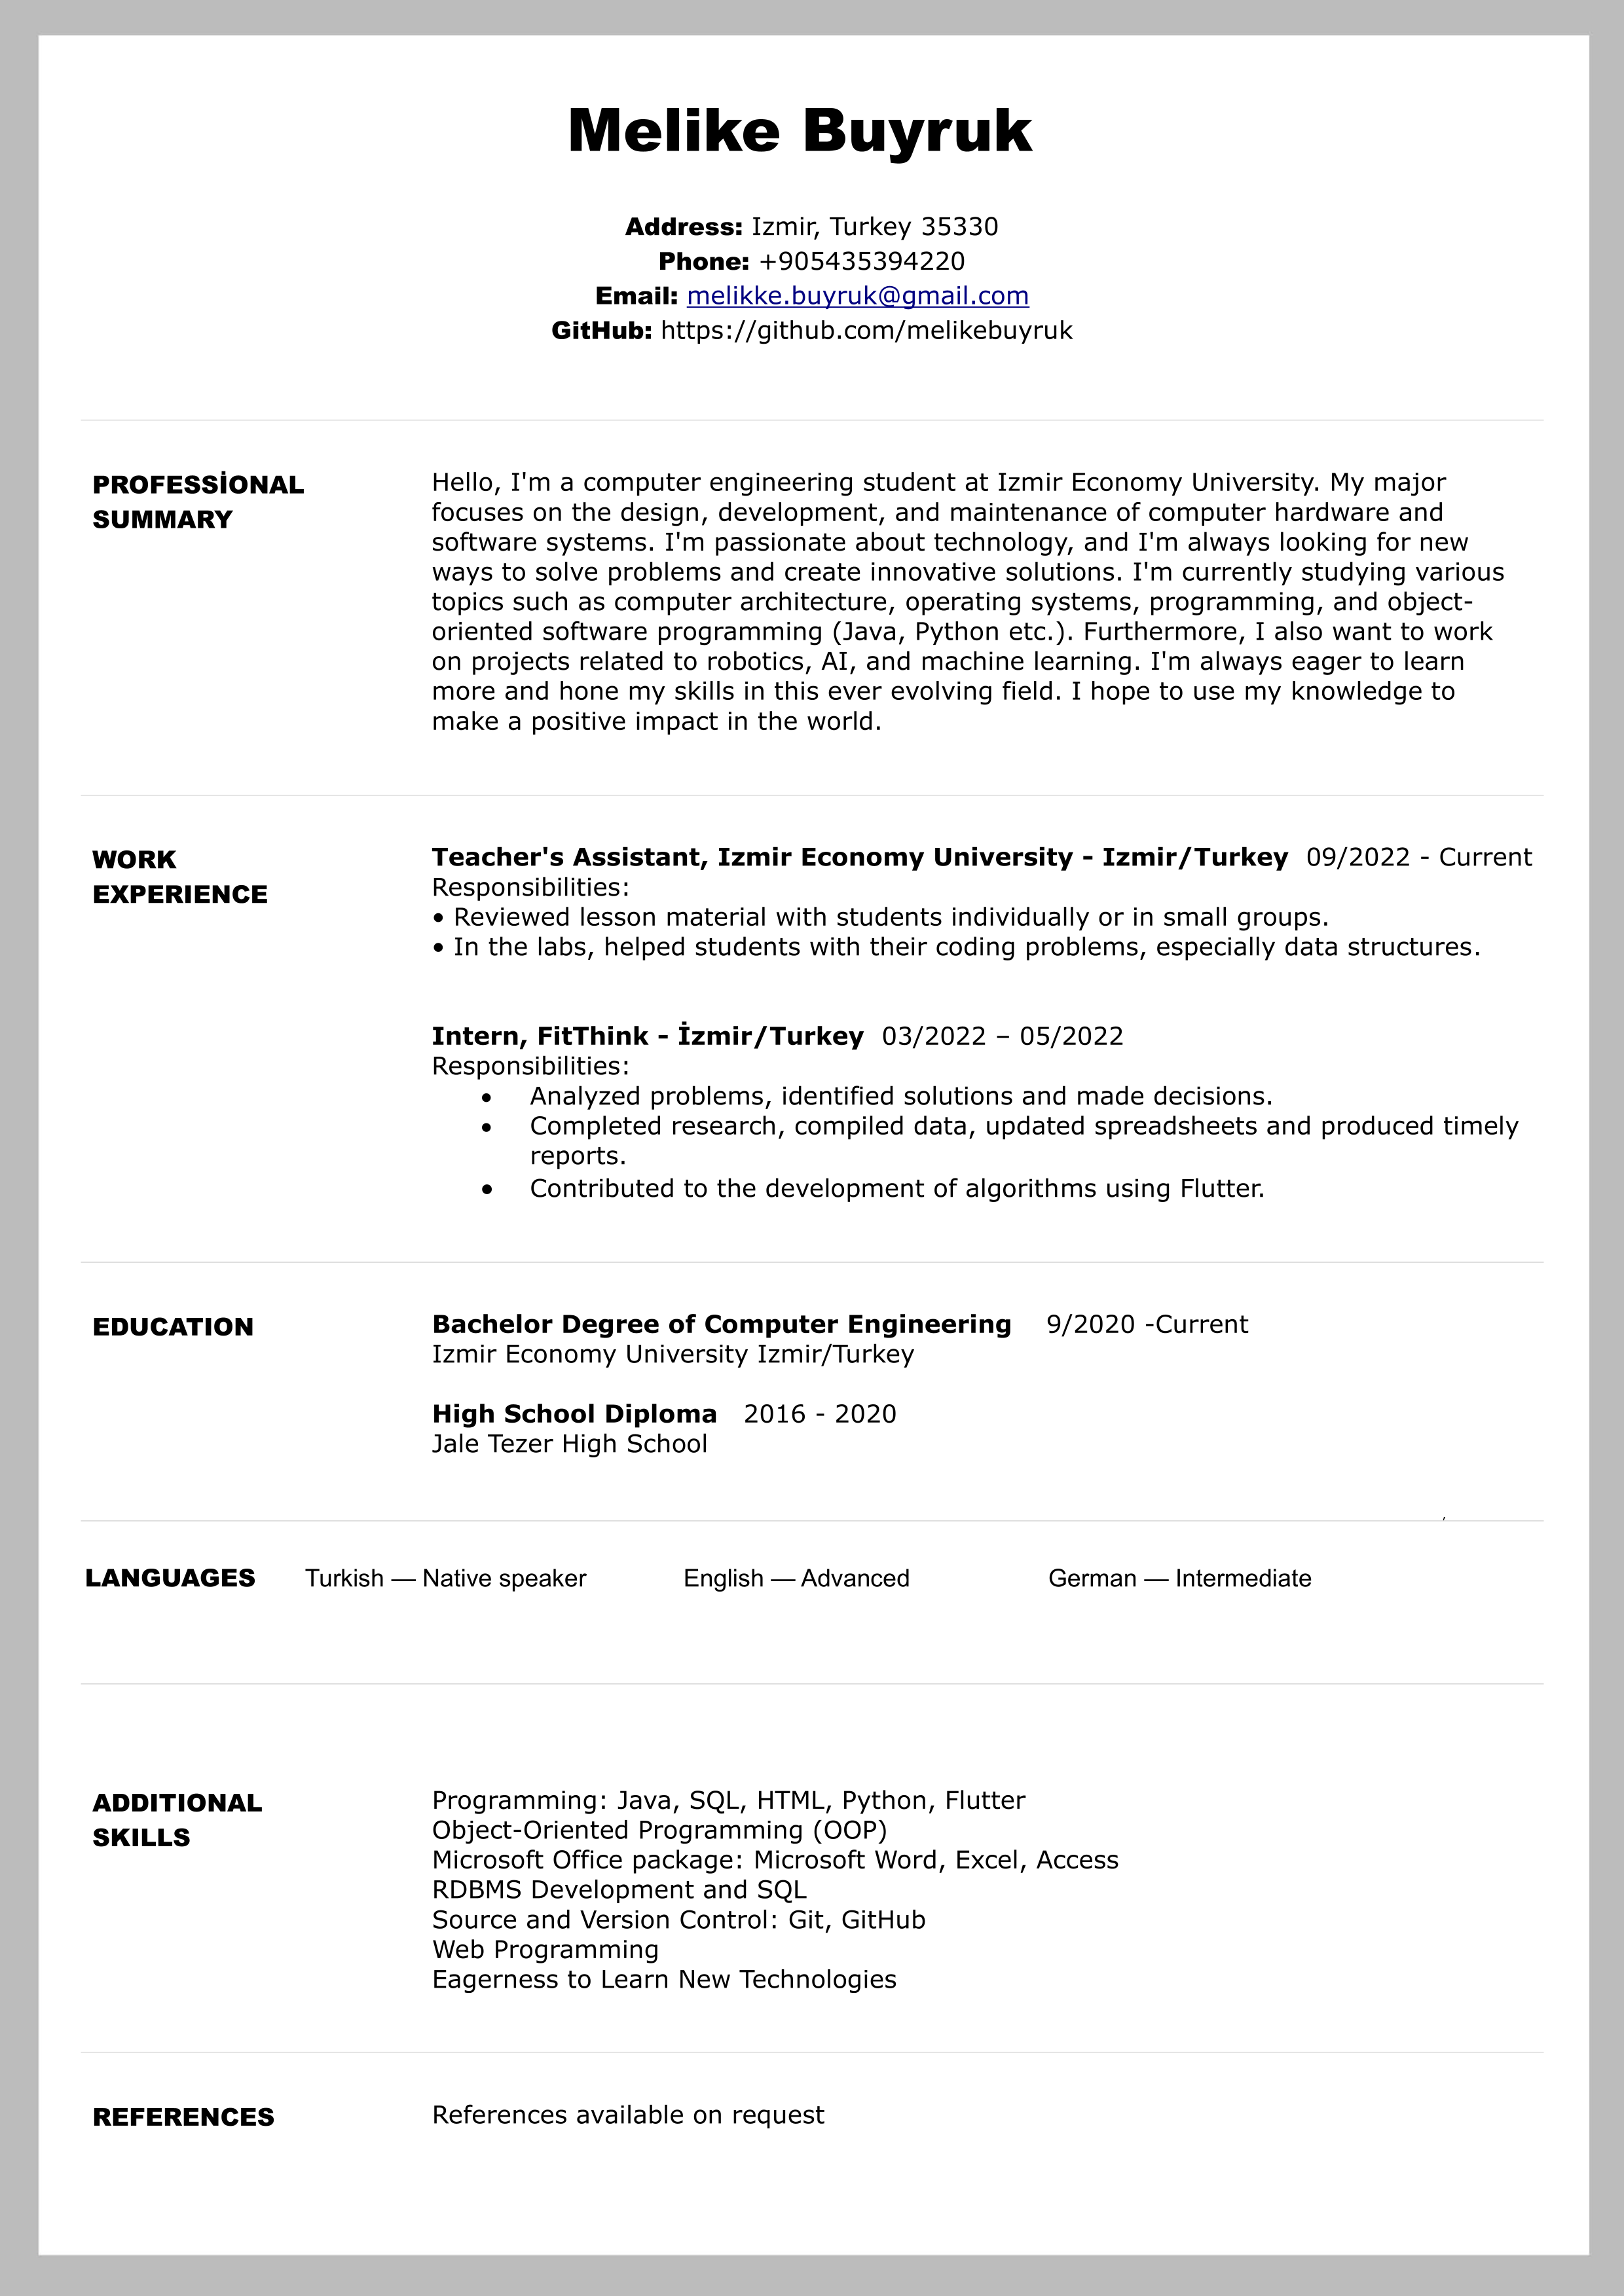 Melike Buyruk
Address: Izmir, Turkey 35330
Phone: +905435394220
Email: melikke.buyruk@gmail.com
GitHub: https://github.com/melikebuyruk
PROFESSİONAL
SUMMARY
Hello, I'm a computer engineering student at Izmir Economy University. My major
focuses on the design, development, and maintenance of computer hardware and
software systems. I'm passionate about technology, and I'm always looking for new
ways to solve problems and create innovative solutions. I'm currently studying various
topics such as computer architecture, operating systems, programming, and object-
oriented software programming (Java, Python etc.). Furthermore, I also want to work
on projects related to robotics, AI, and machine learning. I'm always eager to learn
more and hone my skills in this ever evolving field. I hope to use my knowledge to
make a positive impact in the world.
WORK
EXPERIENCE
Teacher's Assistant, Izmir Economy University - Izmir/Turkey 09/2022 - Current
Responsibilities:
• Reviewed lesson material with students individually or in small groups.
• In the labs, helped students with their coding problems, especially data structures.
Intern, FitThink - İzmir/Turkey 03/2022 – 05/2022
Responsibilities:
• Analyzed problems, identified solutions and made decisions.
• Completed research, compiled data, updated spreadsheets and produced timely
reports.
• Contributed to the development of algorithms using Flutter.
EDUCATION
Bachelor Degree of Computer Engineering 9/2020 -Current
Izmir Economy University Izmir/Turkey
High School Diploma 2016 - 2020
Jale Tezer High School
,
LANGUAGES Turkish — Native speaker English — Advanced German — Intermediate
ADDITIONAL
SKILLS
Programming: Java, SQL, HTML, Python, Flutter
Object-Oriented Programming (OOP)
Microsoft Office package: Microsoft Word, Excel, Access
RDBMS Development and SQL
Source and Version Control: Git, GitHub
Web Programming
Eagerness to Learn New Technologies
REFERENCES
References available on request